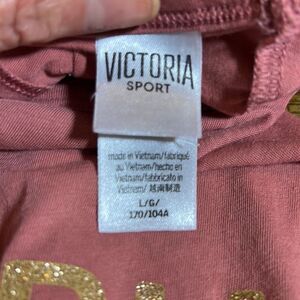 VICTORIA
SPORT
made in Vietnam/fabriqué
au Vietnam/hecho en
Vietnam/fabbricato in
Vietnam/ 越南制造
L/G/
170/104A